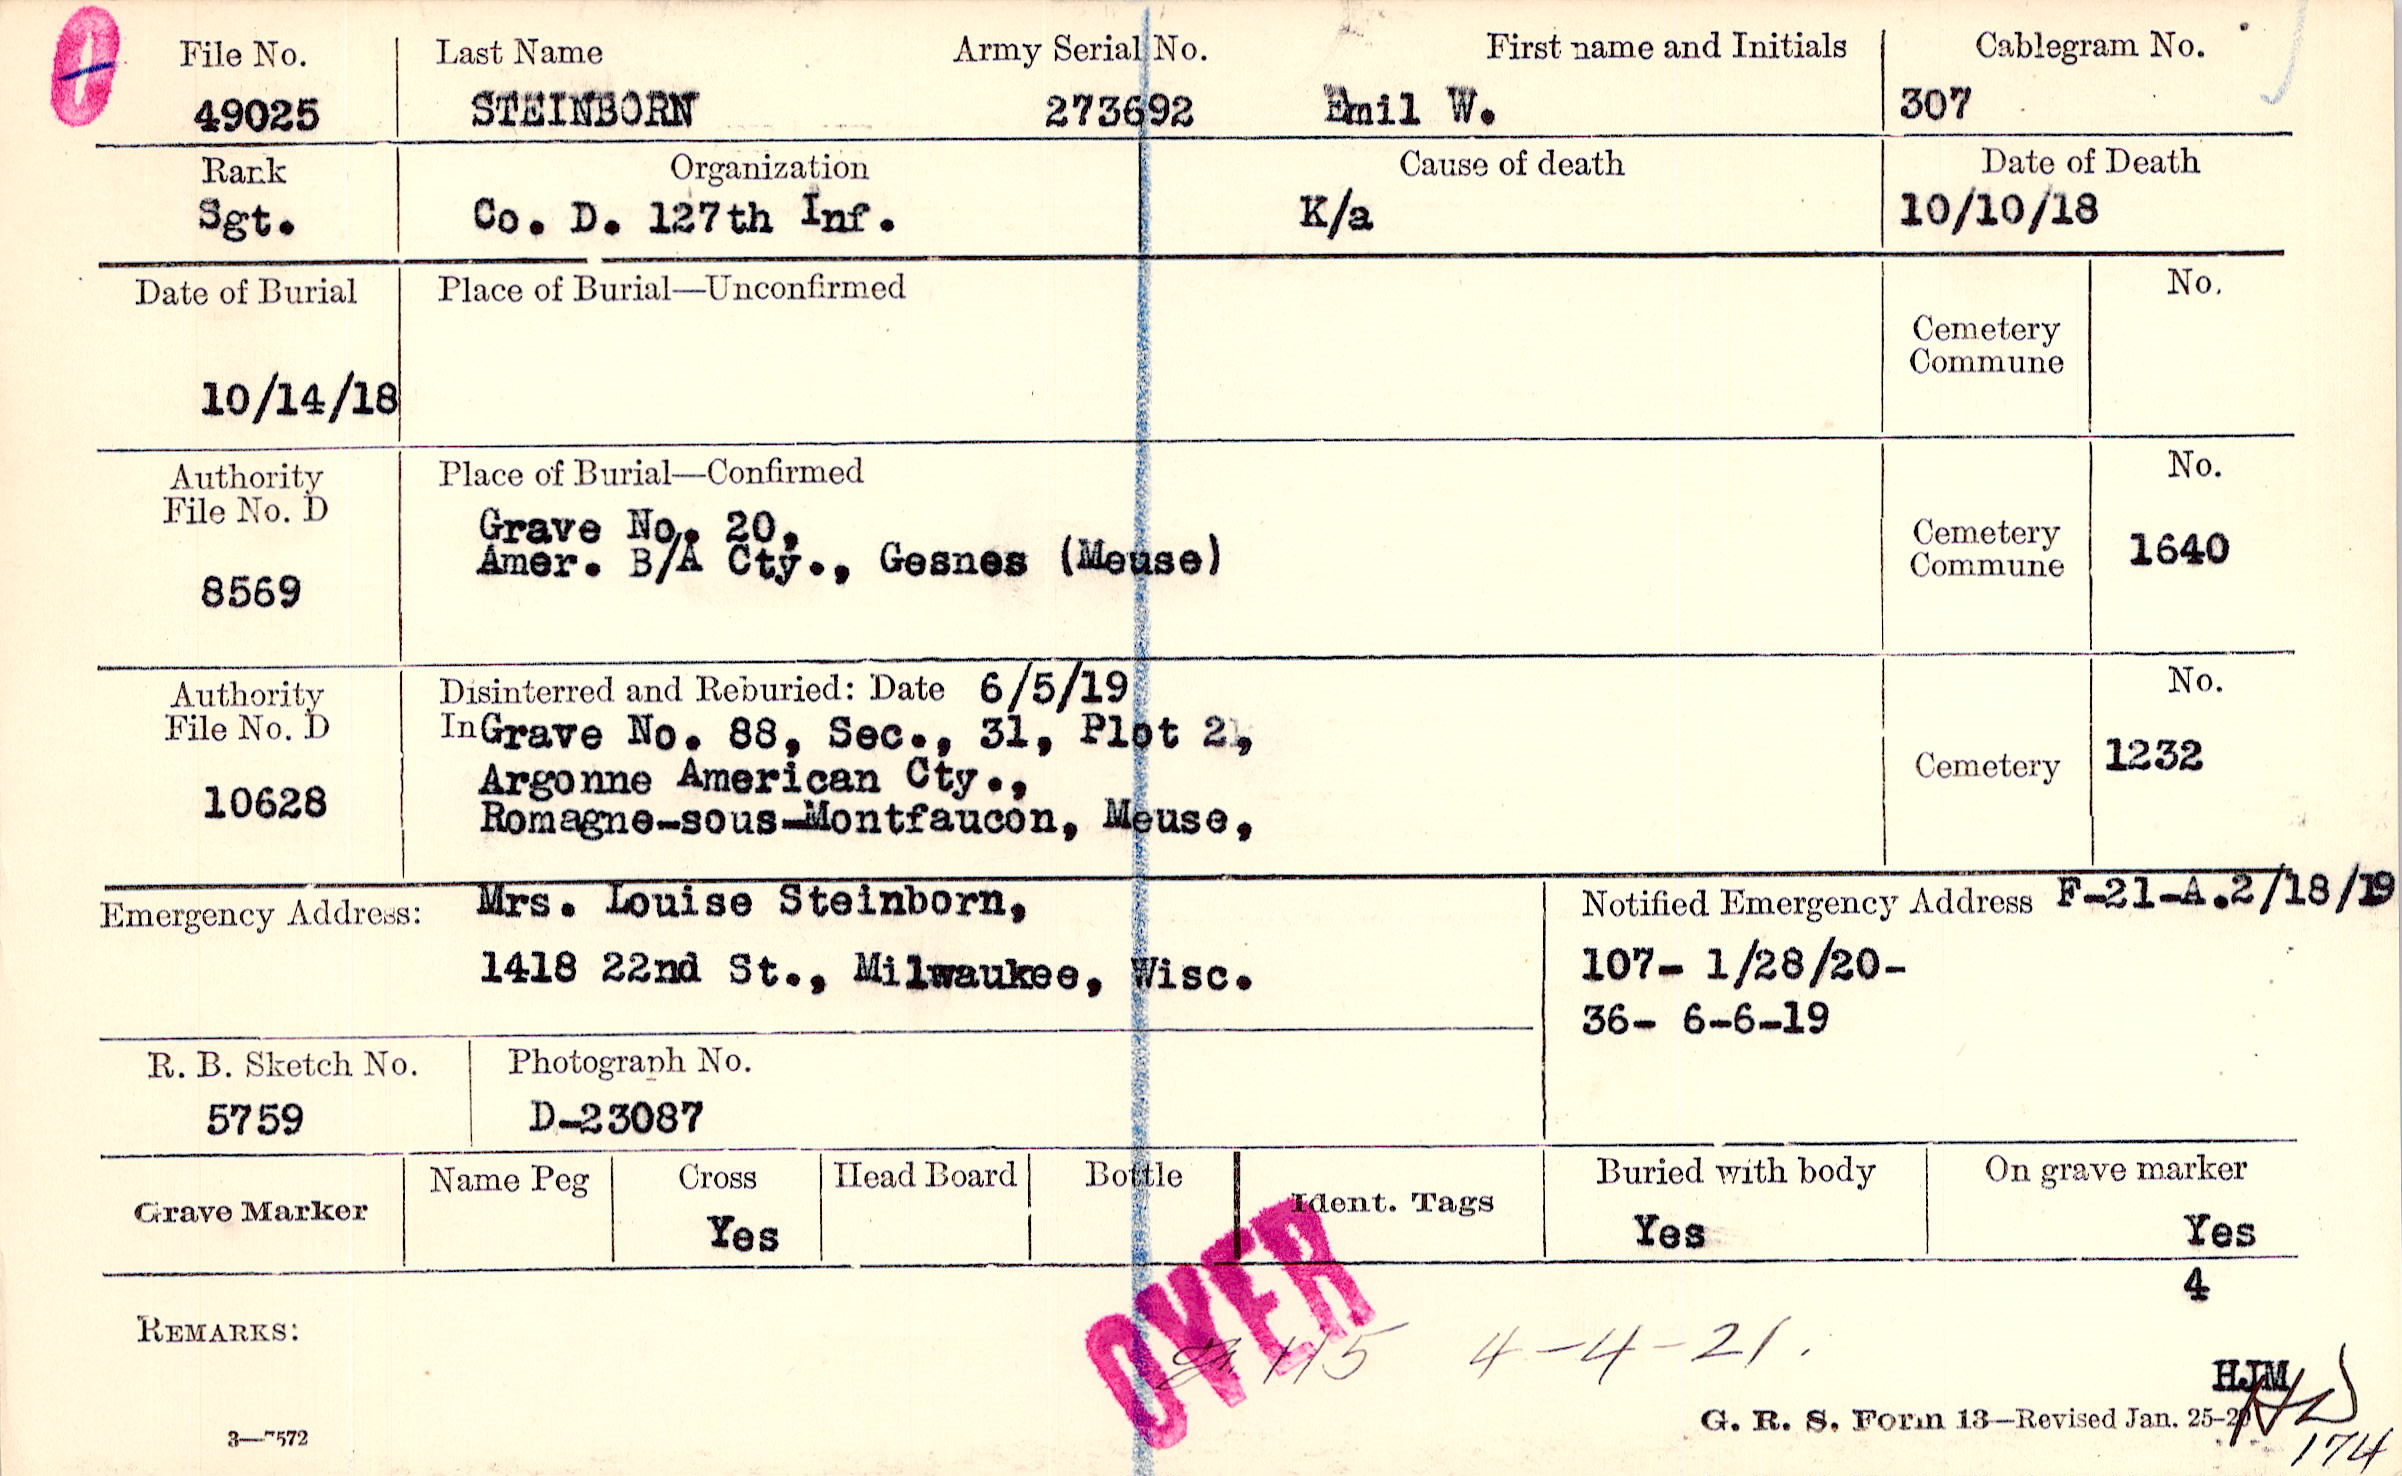 File No. Last Name Army Serial No. First name and Initials Cablegram No.
49025 STEINBORN 273692 Emil W. 307
Rank Organization Cause of death Date of Death
Sgt. Co. D. 127th Inf. K/a 10/10/18
Date of Burial Place of Burial—Unconfirmed No.
Cemetery
Commune
10/14/18
Authority Place of Burial—Confirmed No.
File No. D
Grave No. 20,
Amer. B/A Cty., Gesnes (Meuse)
8569
Cemetery
Commune
1640
Authority Disinterred and Reburied: Date 6/5/19 No.
File No. D In Grave No. 88, Sec., 31, Plot 2,
10628 Argonne American Cty.,
Romagne-sous-Montfaucon, Meuse,
Cemetery 1232
Emergency Address: Mrs. Louise Steinborn,
1418 22nd St., Milwaukee, Wisc.
Notified Emergency Address F-21-A.2/18/19
107- 1/28/20-
36- 6-6-19
R. B. Sketch No. Photograph No.
5759 D-23087
Grave Marker Name Peg Cross Head Board Bottle Ident. Tags Buried with body On grave marker
Yes Yes Yes
4
REMARKS:
OVER
115 4-4-21.
HJM
G. R. S. Form 13—Revised Jan. 25-20
174
3—7572